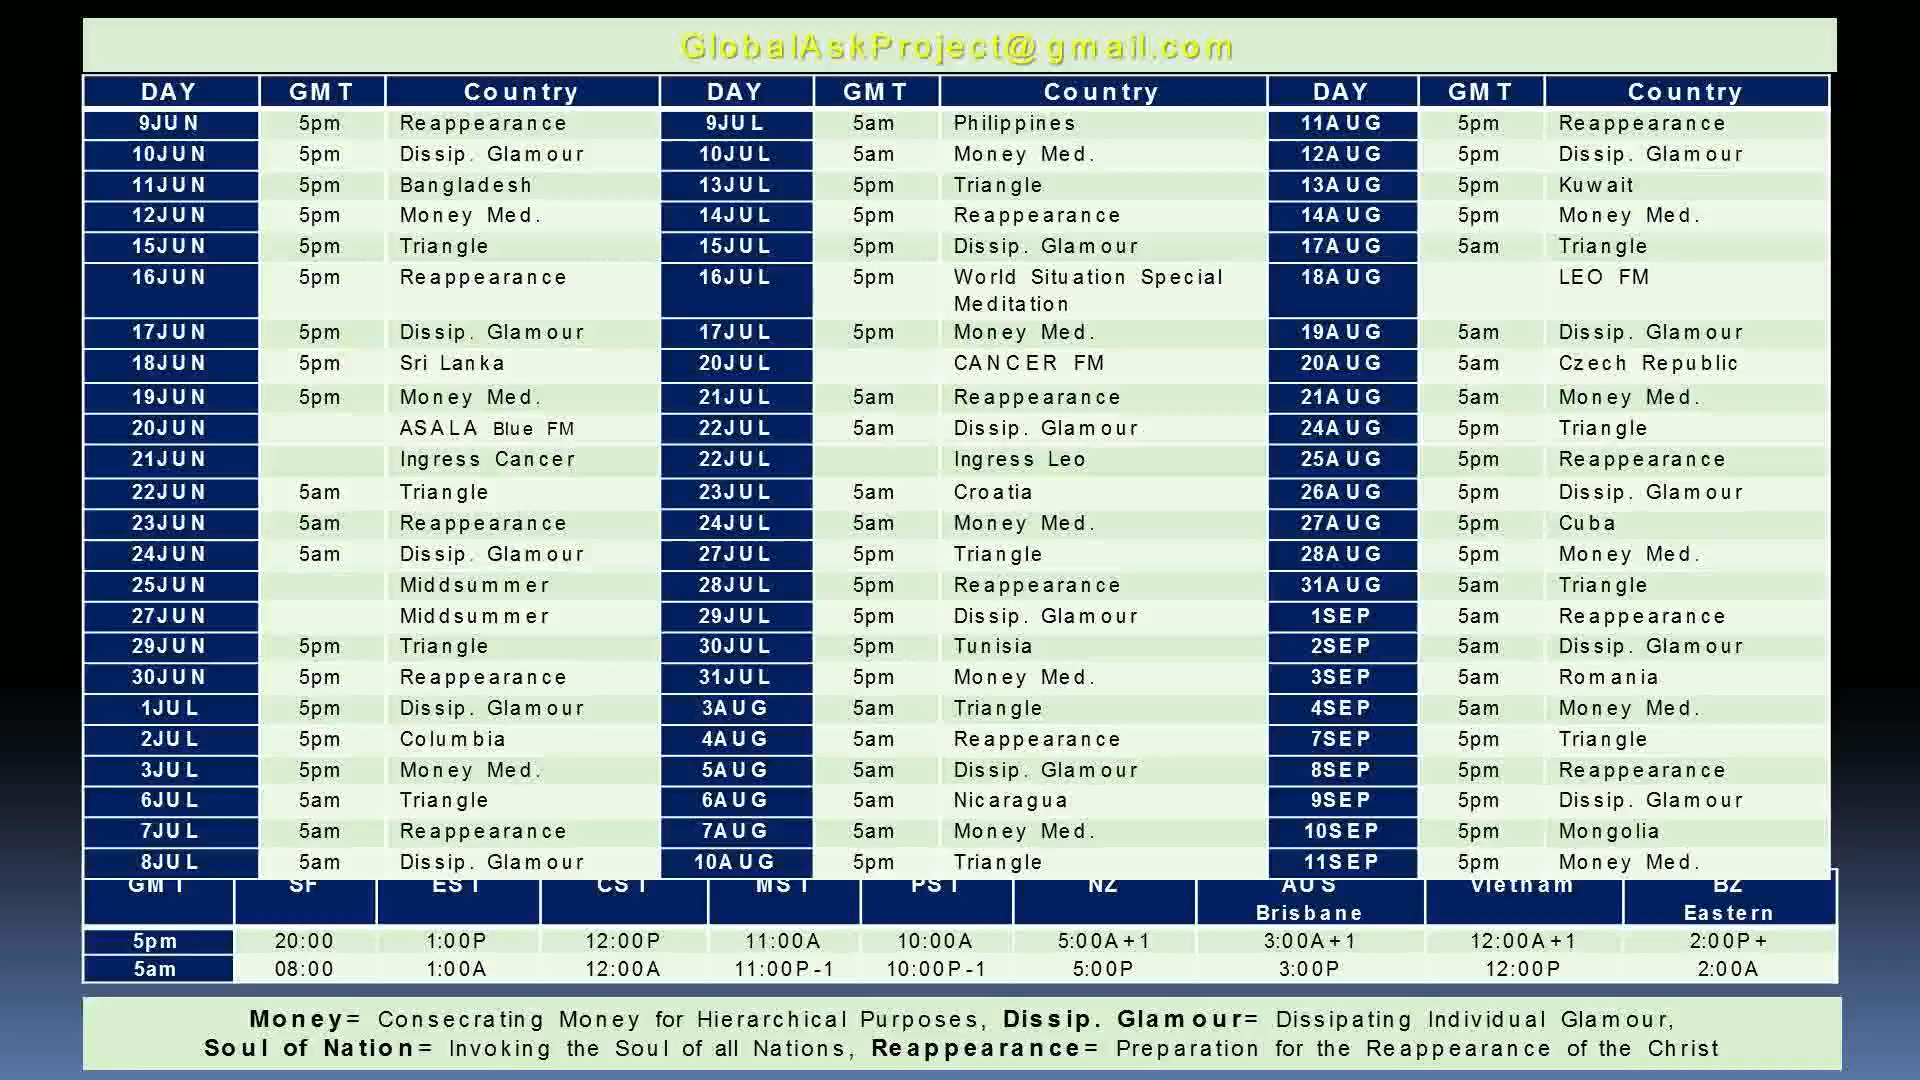 GlobalAskProject@gmail.com
DAY GMT Country DAY GMT Country DAY GMT Country
9JUN 5pm Reappearance 9JUL 5am Philippines 11AUG 5pm Reappearance
10JUN 5pm Dissip. Glamour 10JUL 5am Money Med. 12AUG 5pm Dissip. Glamour
11JUN 5pm Bangladesh 13JUL 5pm Triangle 13AUG 5pm Kuwait
12JUN 5pm Money Med. 14JUL 5pm Reappearance 14AUG 5pm Money Med.
15JUN 5pm Triangle 15JUL 5pm Dissip. Glamour 17AUG 5am Triangle
16JUN 5pm Reappearance 16JUL 5pm World Situation Special 18AUG LEO FM
Meditation
17JUN 5pm Dissip. Glamour 17JUL 5pm Money Med. 19AUG 5am Dissip. Glamour
18JUN 5pm Sri Lanka 20JUL CANCER FM 20AUG 5am Czech Republic
19JUN 5pm Money Med. 21JUL 5am Reappearance 21AUG 5am Money Med.
20JUN ASALA Blue FM 22JUL 5am Dissip. Glamour 24AUG 5pm Triangle
21JUN Ingress Cancer 22JUL Ingress Leo 25AUG 5pm Reappearance
22JUN 5am Triangle 23JUL 5am Croatia 26AUG 5pm Dissip. Glamour
23JUN 5am Reappearance 24JUL 5am Money Med. 27AUG 5pm Cuba
24JUN 5am Dissip. Glamour 27JUL 5pm Triangle 28AUG 5pm Money Med.
25JUN Middsummer 28JUL 5pm Reappearance 31AUG 5am Triangle
27JUN Middsummer 29JUL 5pm Dissip. Glamour 1SEP 5am Reappearance
29JUN 5pm Triangle 30JUL 5pm Tunisia 2SEP 5am Dissip. Glamour
30JUN 5pm Reappearance 31JUL 5pm Money Med. 3SEP 5am Romania
1JUL 5pm Dissip. Glamour 3AUG 5am Triangle 4SEP 5am Money Med.
2JUL 5pm Columbia 4AUG 5am Reappearance 7SEP 5pm Triangle
3JUL 5pm Money Med. 5AUG 5am Dissip. Glamour 8SEP 5pm Reappearance
6JUL 5am Triangle 6AUG 5am Nicaragua 9SEP 5pm Dissip. Glamour
7JUL 5am Reappearance 7AUG 5am Money Med. 10SEP 5pm Mongolia
8JUL 5am Dissip. Glamour 10AUG 5pm Triangle 11SEP 5pm Money Med.
GMT SF EST CST MST PST NZ AUS Vietnam BZ
Brisbane Eastern
5pm 20:00 1:00P 12:00P 11:00A 10:00A 5:00A+1 3:00A+1 12:00A+1 2:00P+
5am 08:00 1:00A 12:00A 11:00P-1 10:00P-1 5:00P 3:00P 12:00P 2:00A
Money= Consecrating Money for Hierarchical Purposes, Dissip. Glamour= Dissipating Individual Glamour,
Soul of Nation= Invoking the Soul of all Nations, Reappearance= Preparation for the Reappearance of the Christ